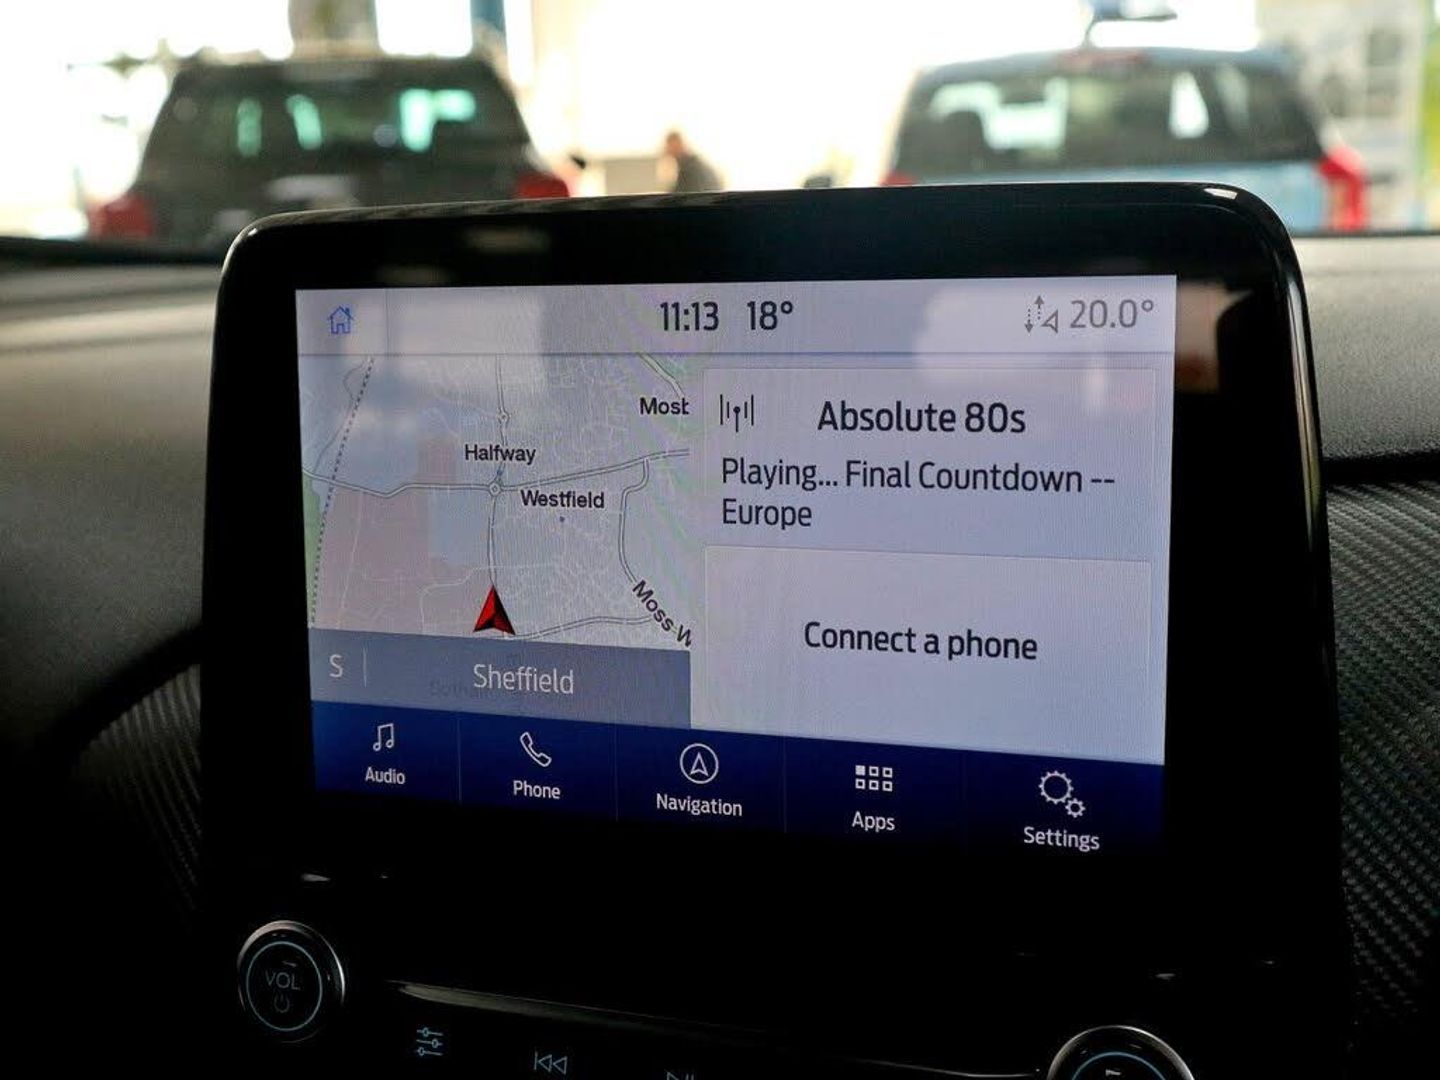 11:13 18° 20.0°
Most
Halfway
Westfield
Moss W
S Sheffield
Absolute 80s
Playing... Final Countdown --
Europe
Connect a phone
Audio Phone Navigation Apps Settings
VOL